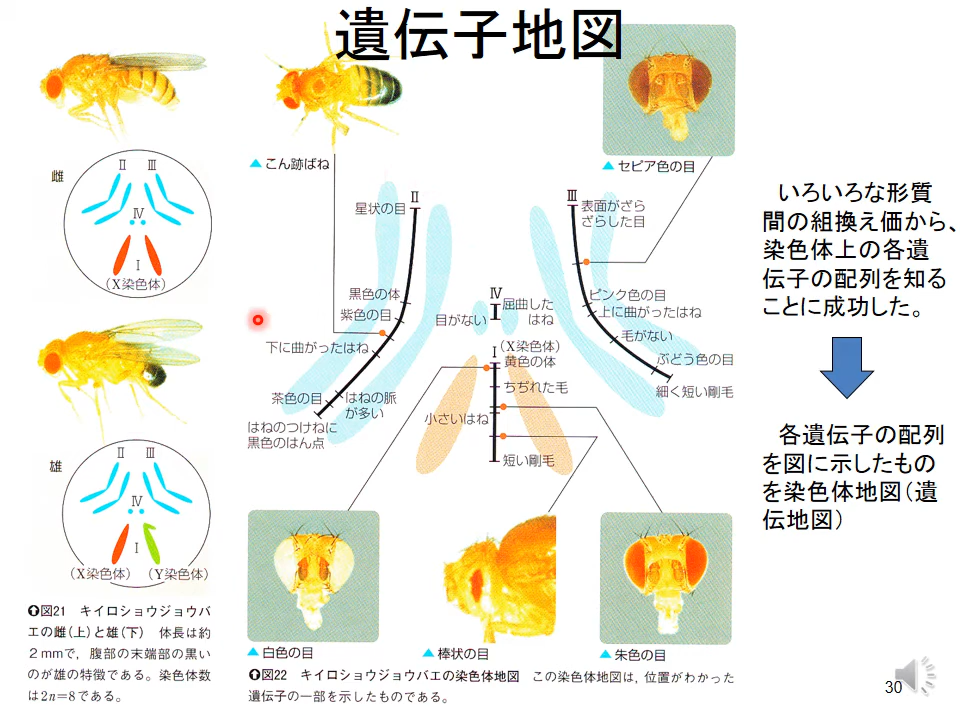 遺伝子地図
▲こん跡ばね
▲セピア色の目
雌
Ⅱ Ⅲ
Ⅳ
Ⅰ
(X染色体)
雄
Ⅱ Ⅲ
Ⅳ
Ⅰ
(X染色体) (Y染色体)
図21 キイロショウジョウバ
エの雌(上)と雄(下) 体長は約
2mmで，腹部の末端部の黒い
のが雄の特徴である。染色体数
は2n=8である。
Ⅱ
星状の目
黒色の体
紫色の目
下に曲がったはね
茶色の目
はねの脈
が多い
はねのつけねに
黒色のはん点
Ⅳ
目がない
屈曲した
はね
Ⅰ(X染色体)
黄色の体
ちぢれた毛
小さいはね
短い剛毛
Ⅲ
表面がざら
ざらした目
ピンク色の目
上に曲がったはね
毛がない
ぶどう色の目
細く短い剛毛
▲白色の目
▲棒状の目
▲朱色の目
図22 キイロショウジョウバエの染色体地図 この染色体地図は，位置がわかった
遺伝子の一部を示したものである。
いろいろな形質
間の組換え価から、
染色体上の各遺
伝子の配列を知る
ことに成功した。
各遺伝子の配列
を図に示したもの
を染色体地図（遺
伝地図）
30